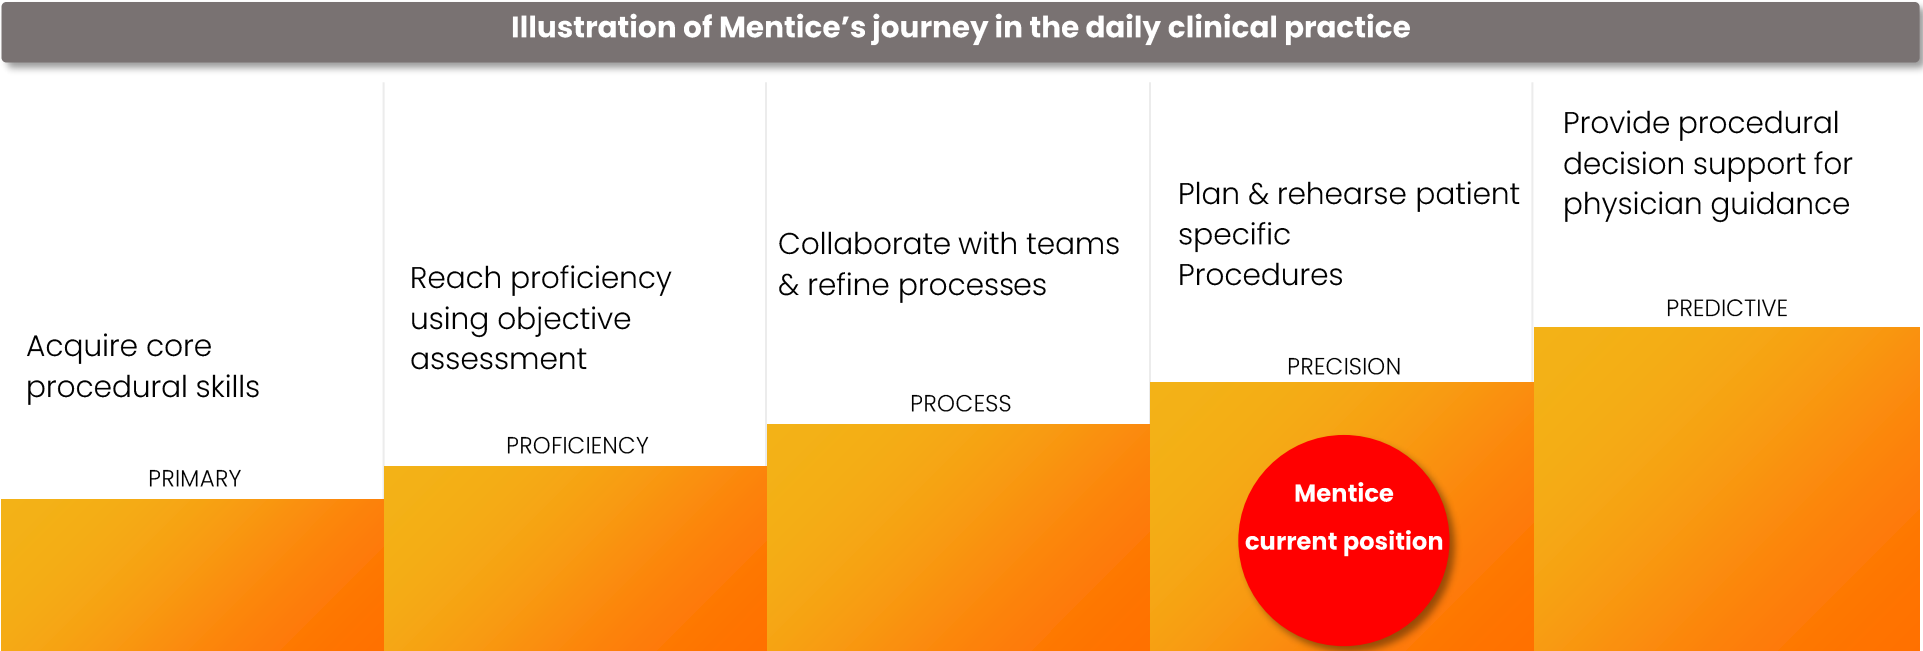 Illustration of Mentice’s journey in the daily clinical practice
Acquire core
procedural skills
PRIMARY
Reach proficiency
using objective
assessment
PROFICIENCY
Collaborate with teams
& refine processes
PROCESS
Plan & rehearse patient
specific
Procedures
PRECISION
Mentice
current position
Provide procedural
decision support for
physician guidance
PREDICTIVE